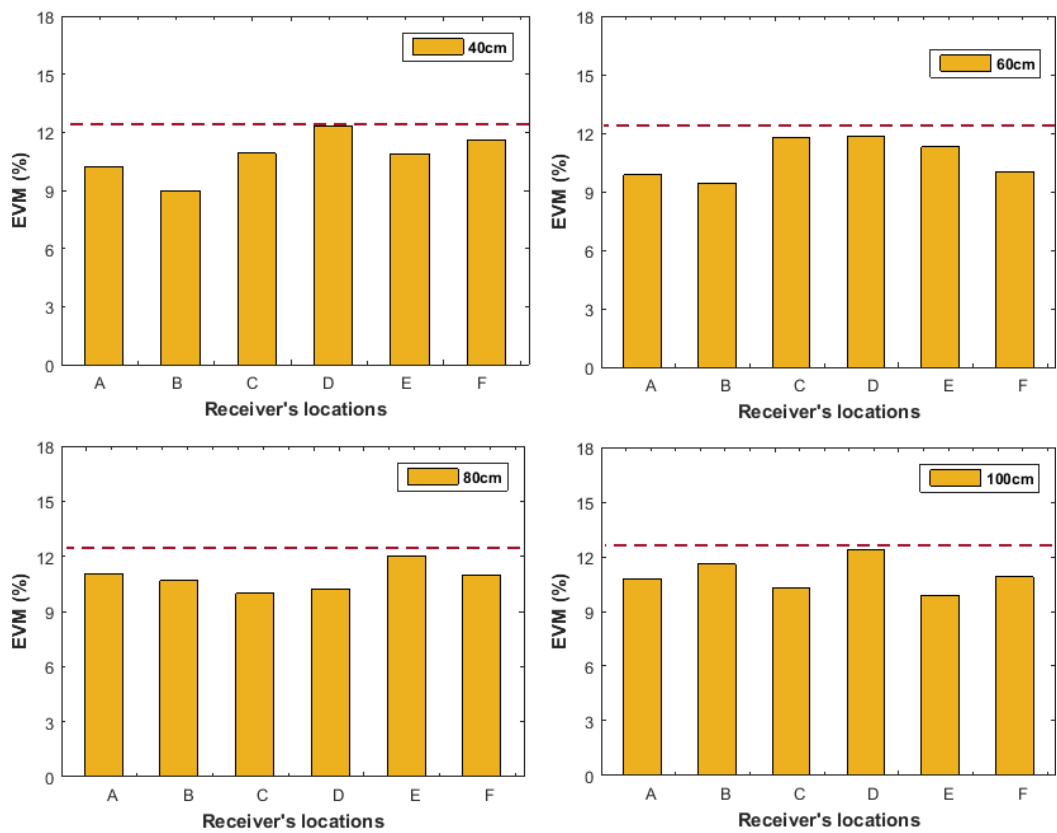 18
15
12
9
6
3
0
EVM (%)
40cm
A B C D E F
Receiver's locations
18
15
12
9
6
3
0
EVM (%)
60cm
A B C D E F
Receiver's locations
18
15
12
9
6
3
0
EVM (%)
80cm
A B C D E F
Receiver's locations
18
15
12
9
6
3
0
EVM (%)
100cm
A B C D E F
Receiver's locations